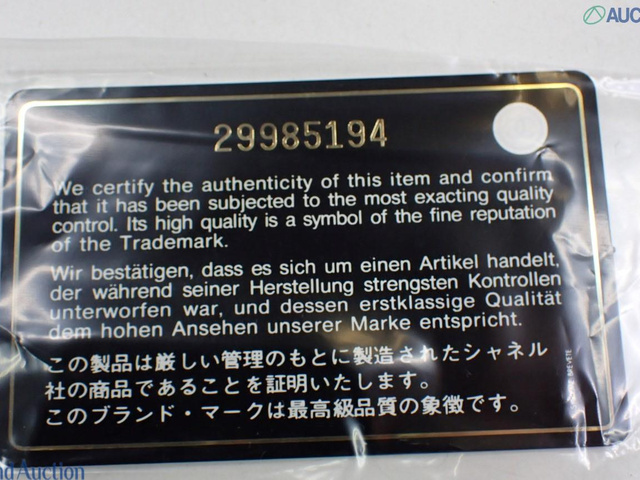 AUC
29985194
We certify the authenticity of this item and confirm
that it has been subjected to the most exacting quality
control. Its high quality is a symbol of the fine reputation
of the Trademark.
Wir bestätigen, dass es sich um einen Artikel handelt,
der während seiner Herstellung strengsten Kontrollen
unterworfen war, und dessen erstklassige Qualität
dem hohen Ansehen unserer Marke entspricht.
この製品は厳しい管理のもとに製造されたシャネル
社の商品であることを証明いたします。
このブランド・マークは最高級品質の象徴です。
BREVETE
nd Auction